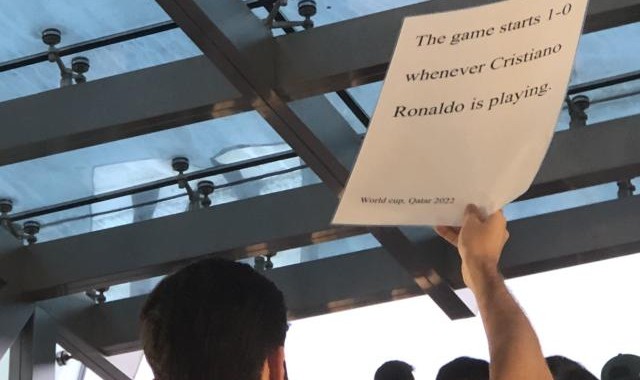 The game starts 1-0
whenever Cristiano
Ronaldo is playing.
World cup, Qatar 2022